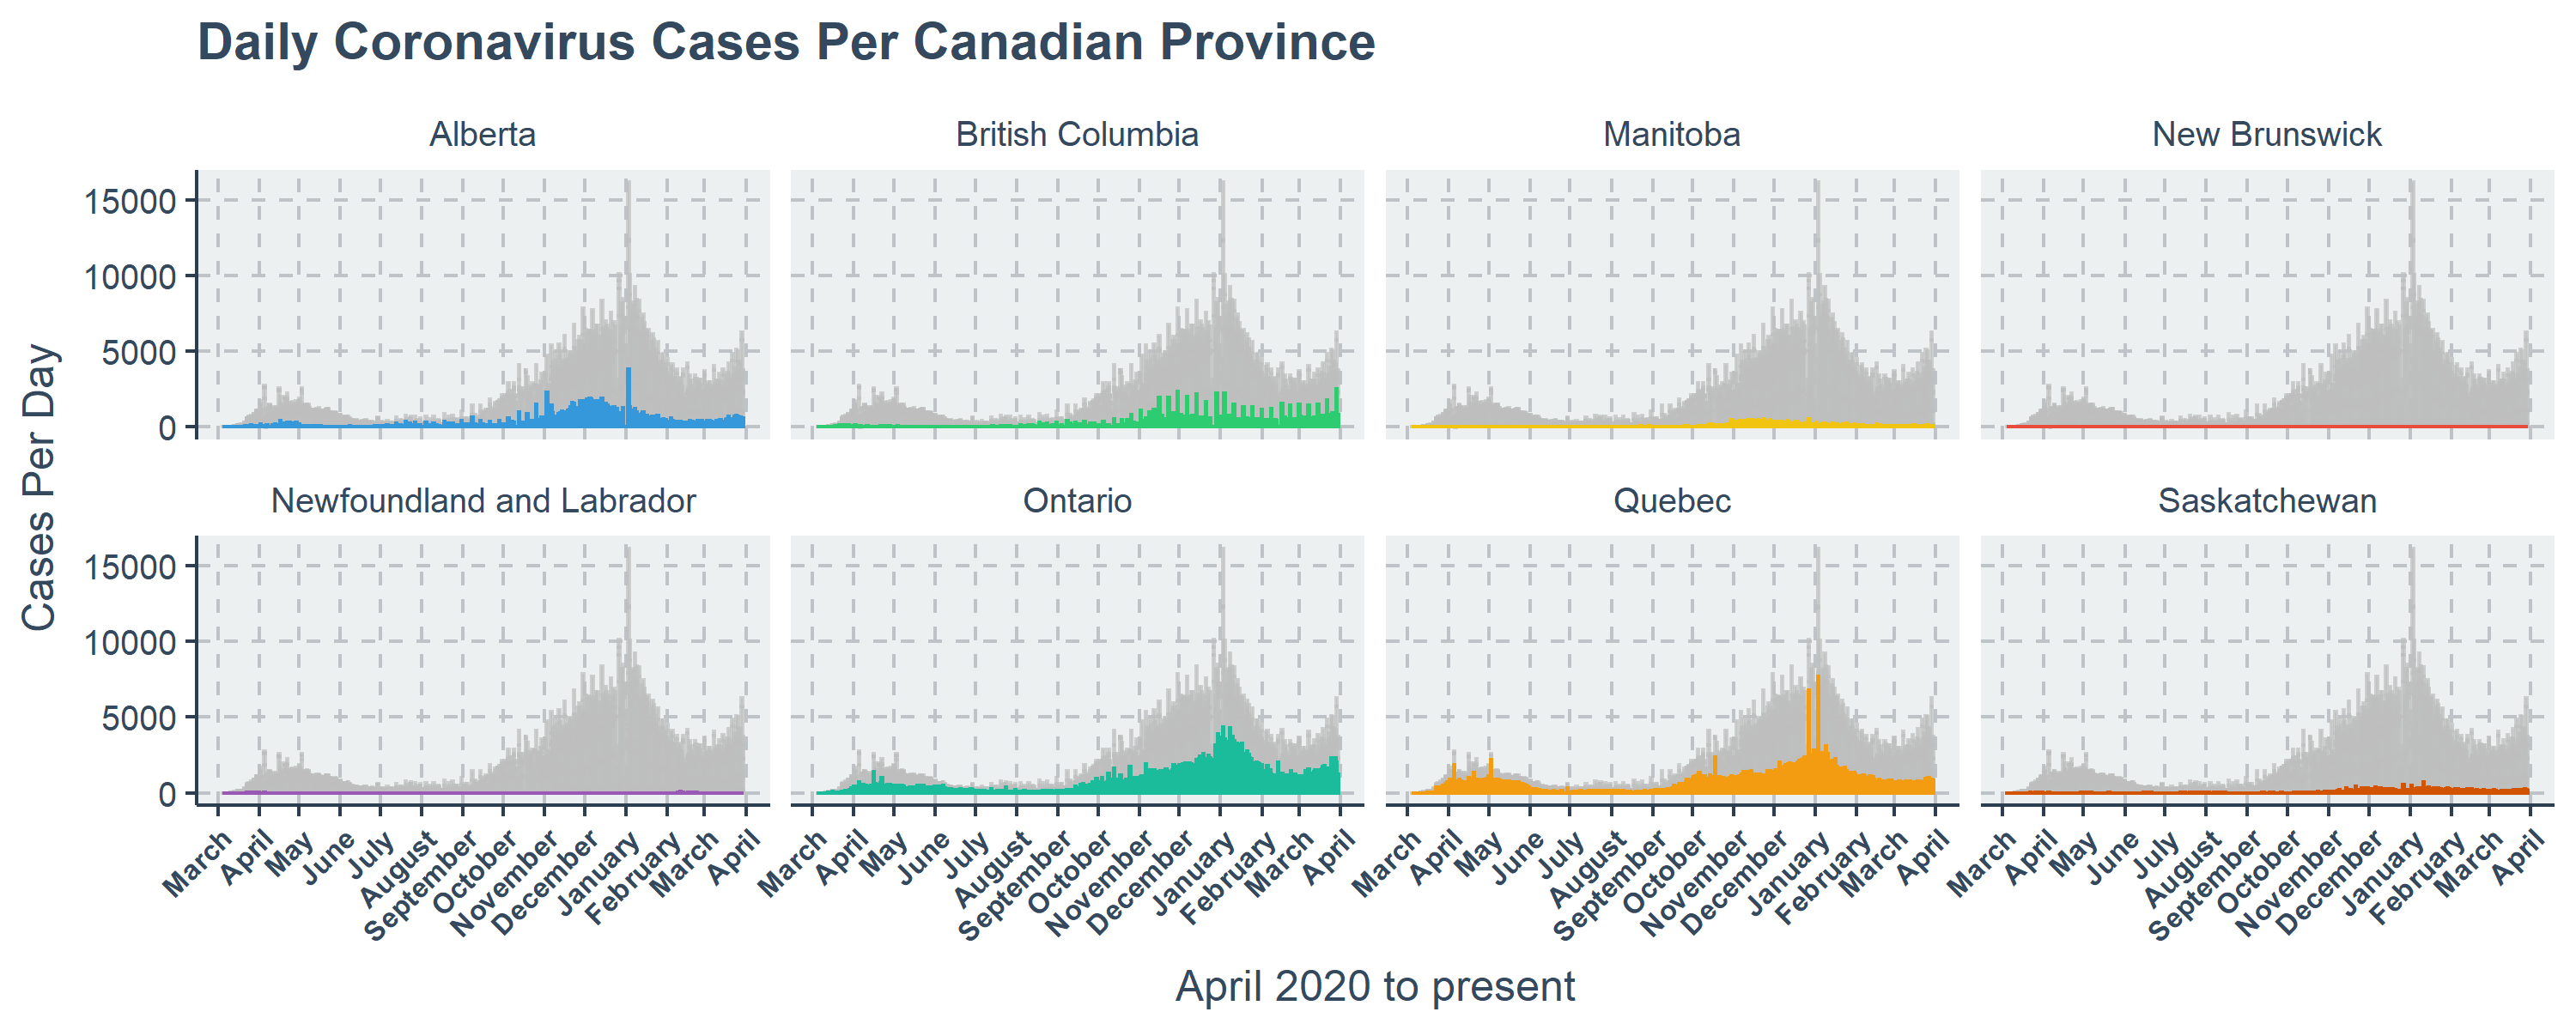 Daily Coronavirus Cases Per Canadian Province
Alberta
British Columbia
Manitoba
New Brunswick
15000
10000
5000
0
Cases Per Day
Newfoundland and Labrador
Ontario
Quebec
Saskatchewan
15000
10000
5000
0
March April May June July August September October November December January February March April
March April May June July August September October November December January February March April
March April May June July August September October November December January February March April
March April May June July August September October November December January February March April
April 2020 to present